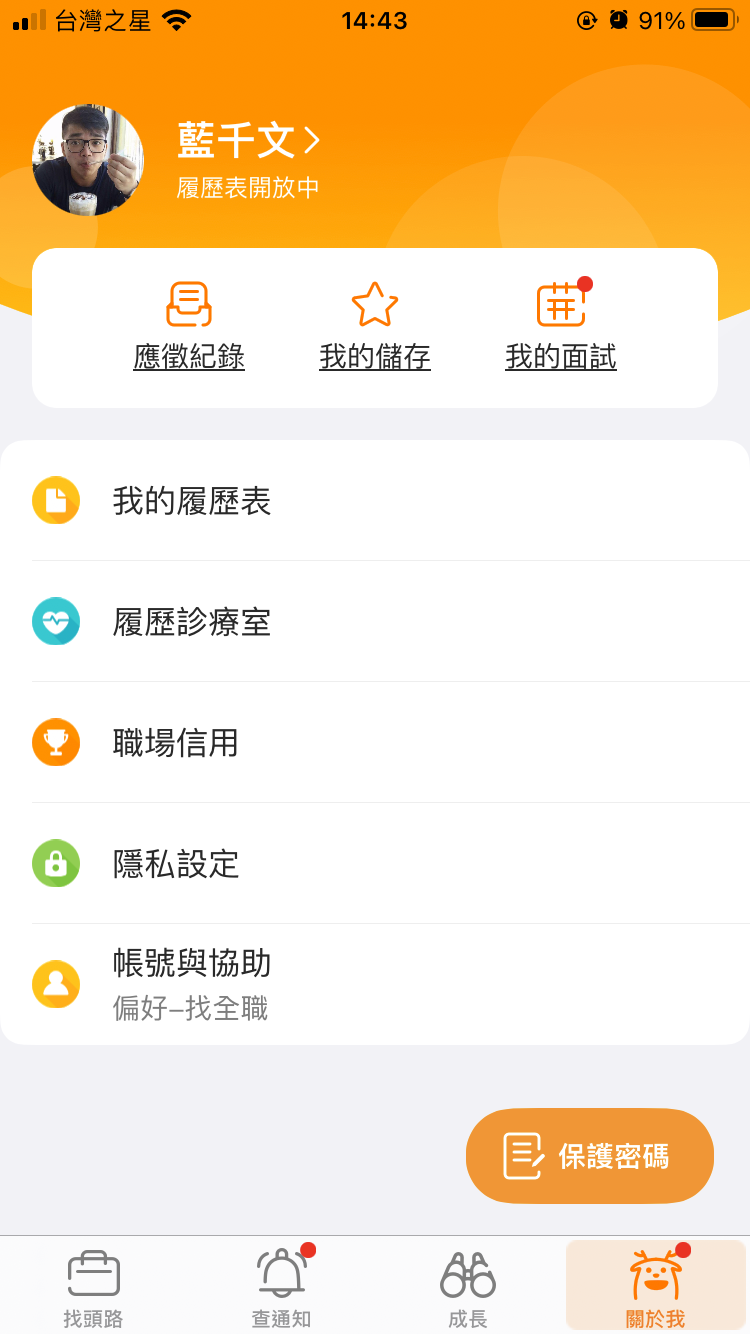 台灣之星 14:43 91%
藍千文
履歷表開放中
應徵紀錄 我的儲存 我的面試
我的履歷表
履歷診療室
職場信用
隱私設定
帳號與協助
偏好–找全職
保護密碼
找頭路 查通知 成長 關於我